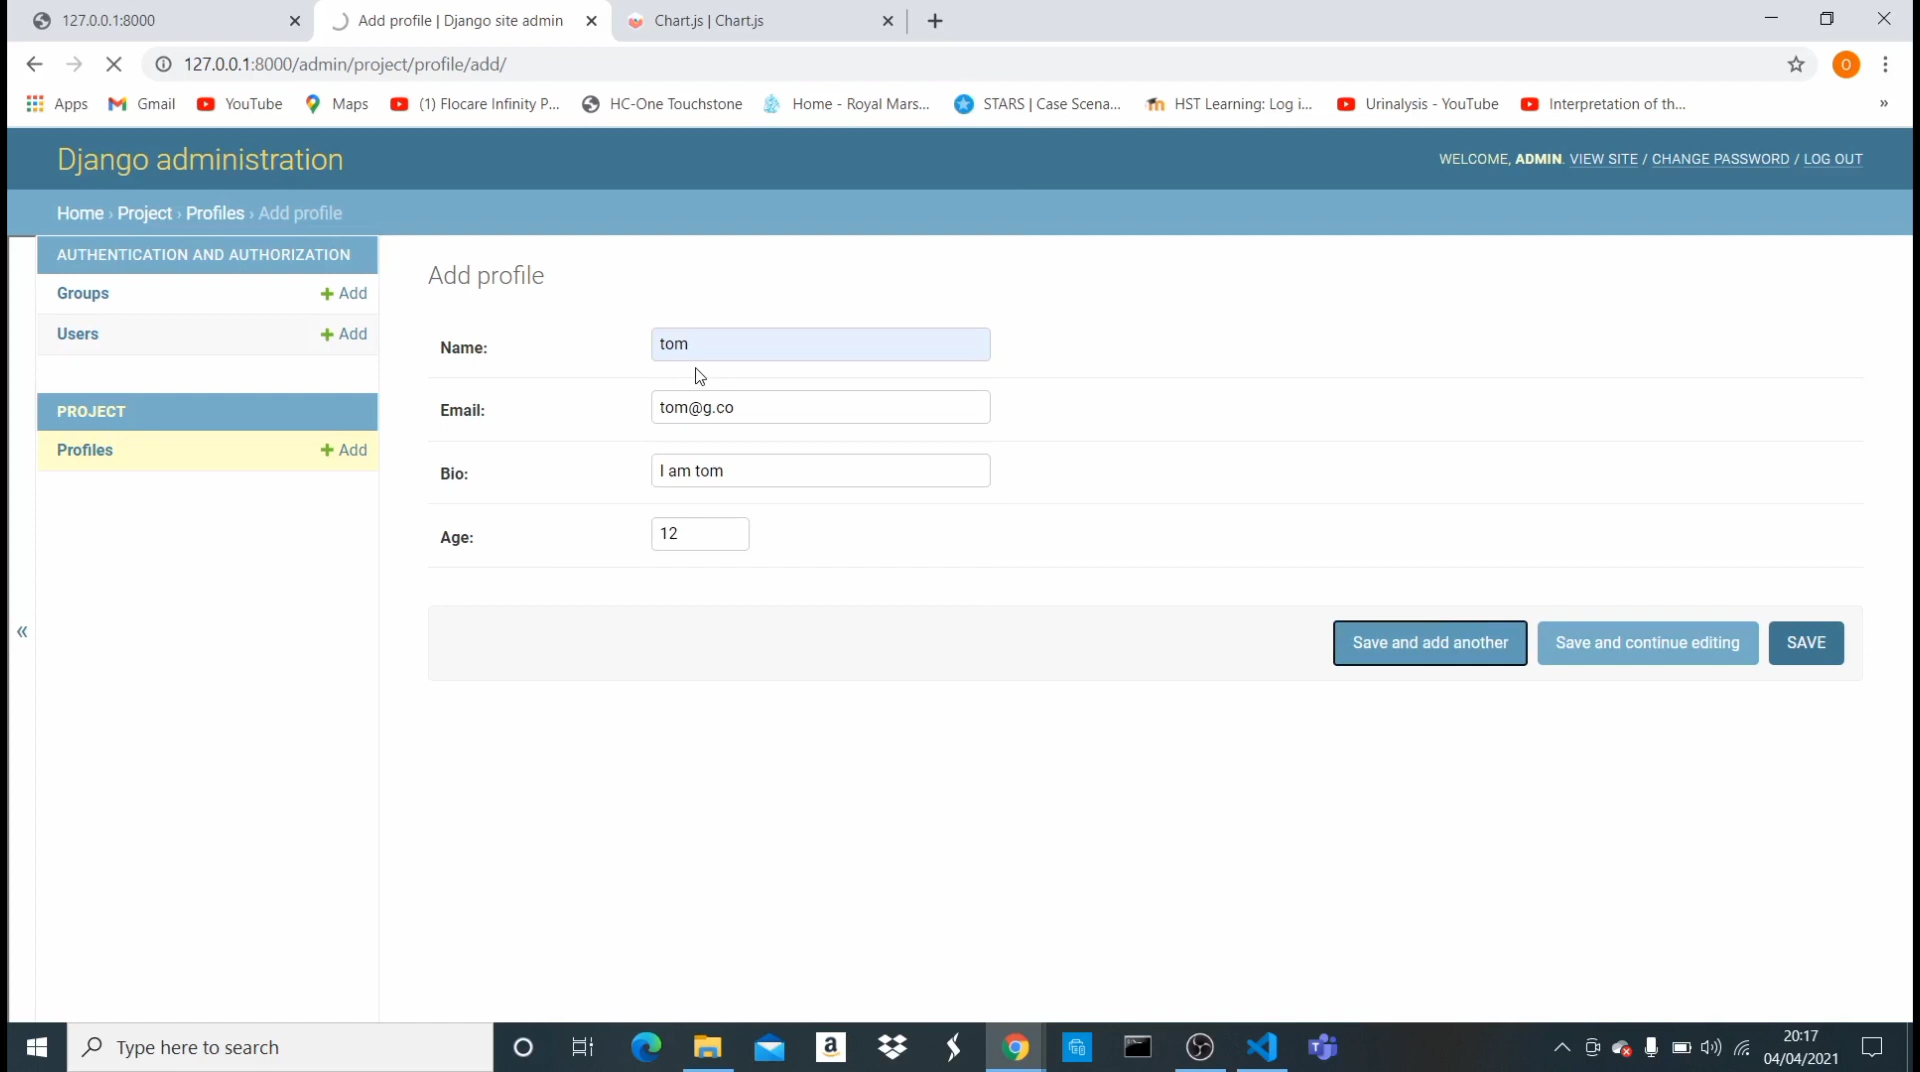 127.0.0.1:8000
Add profile | Django site admin
Chart.js | Chart.js
127.0.0.1:8000/admin/project/profile/add/
O
Apps
Gmail
YouTube
Maps
(1) Flocare Infinity P...
HC-One Touchstone
Home - Royal Mars...
STARS | Case Scena...
HST Learning: Log i...
Urinalysis - YouTube
Interpretation of th...
»
Django administration
WELCOME, ADMIN. VIEW SITE / CHANGE PASSWORD / LOG OUT
Home › Project › Profiles › Add profile
AUTHENTICATION AND AUTHORIZATION
Groups
+ Add
Users
+ Add
PROJECT
Profiles
+ Add
«
Add profile
Name:
tom
Email:
tom@g.co
Bio:
I am tom
Age:
12
Save and add another
Save and continue editing
SAVE
Type here to search
20:17
04/04/2021